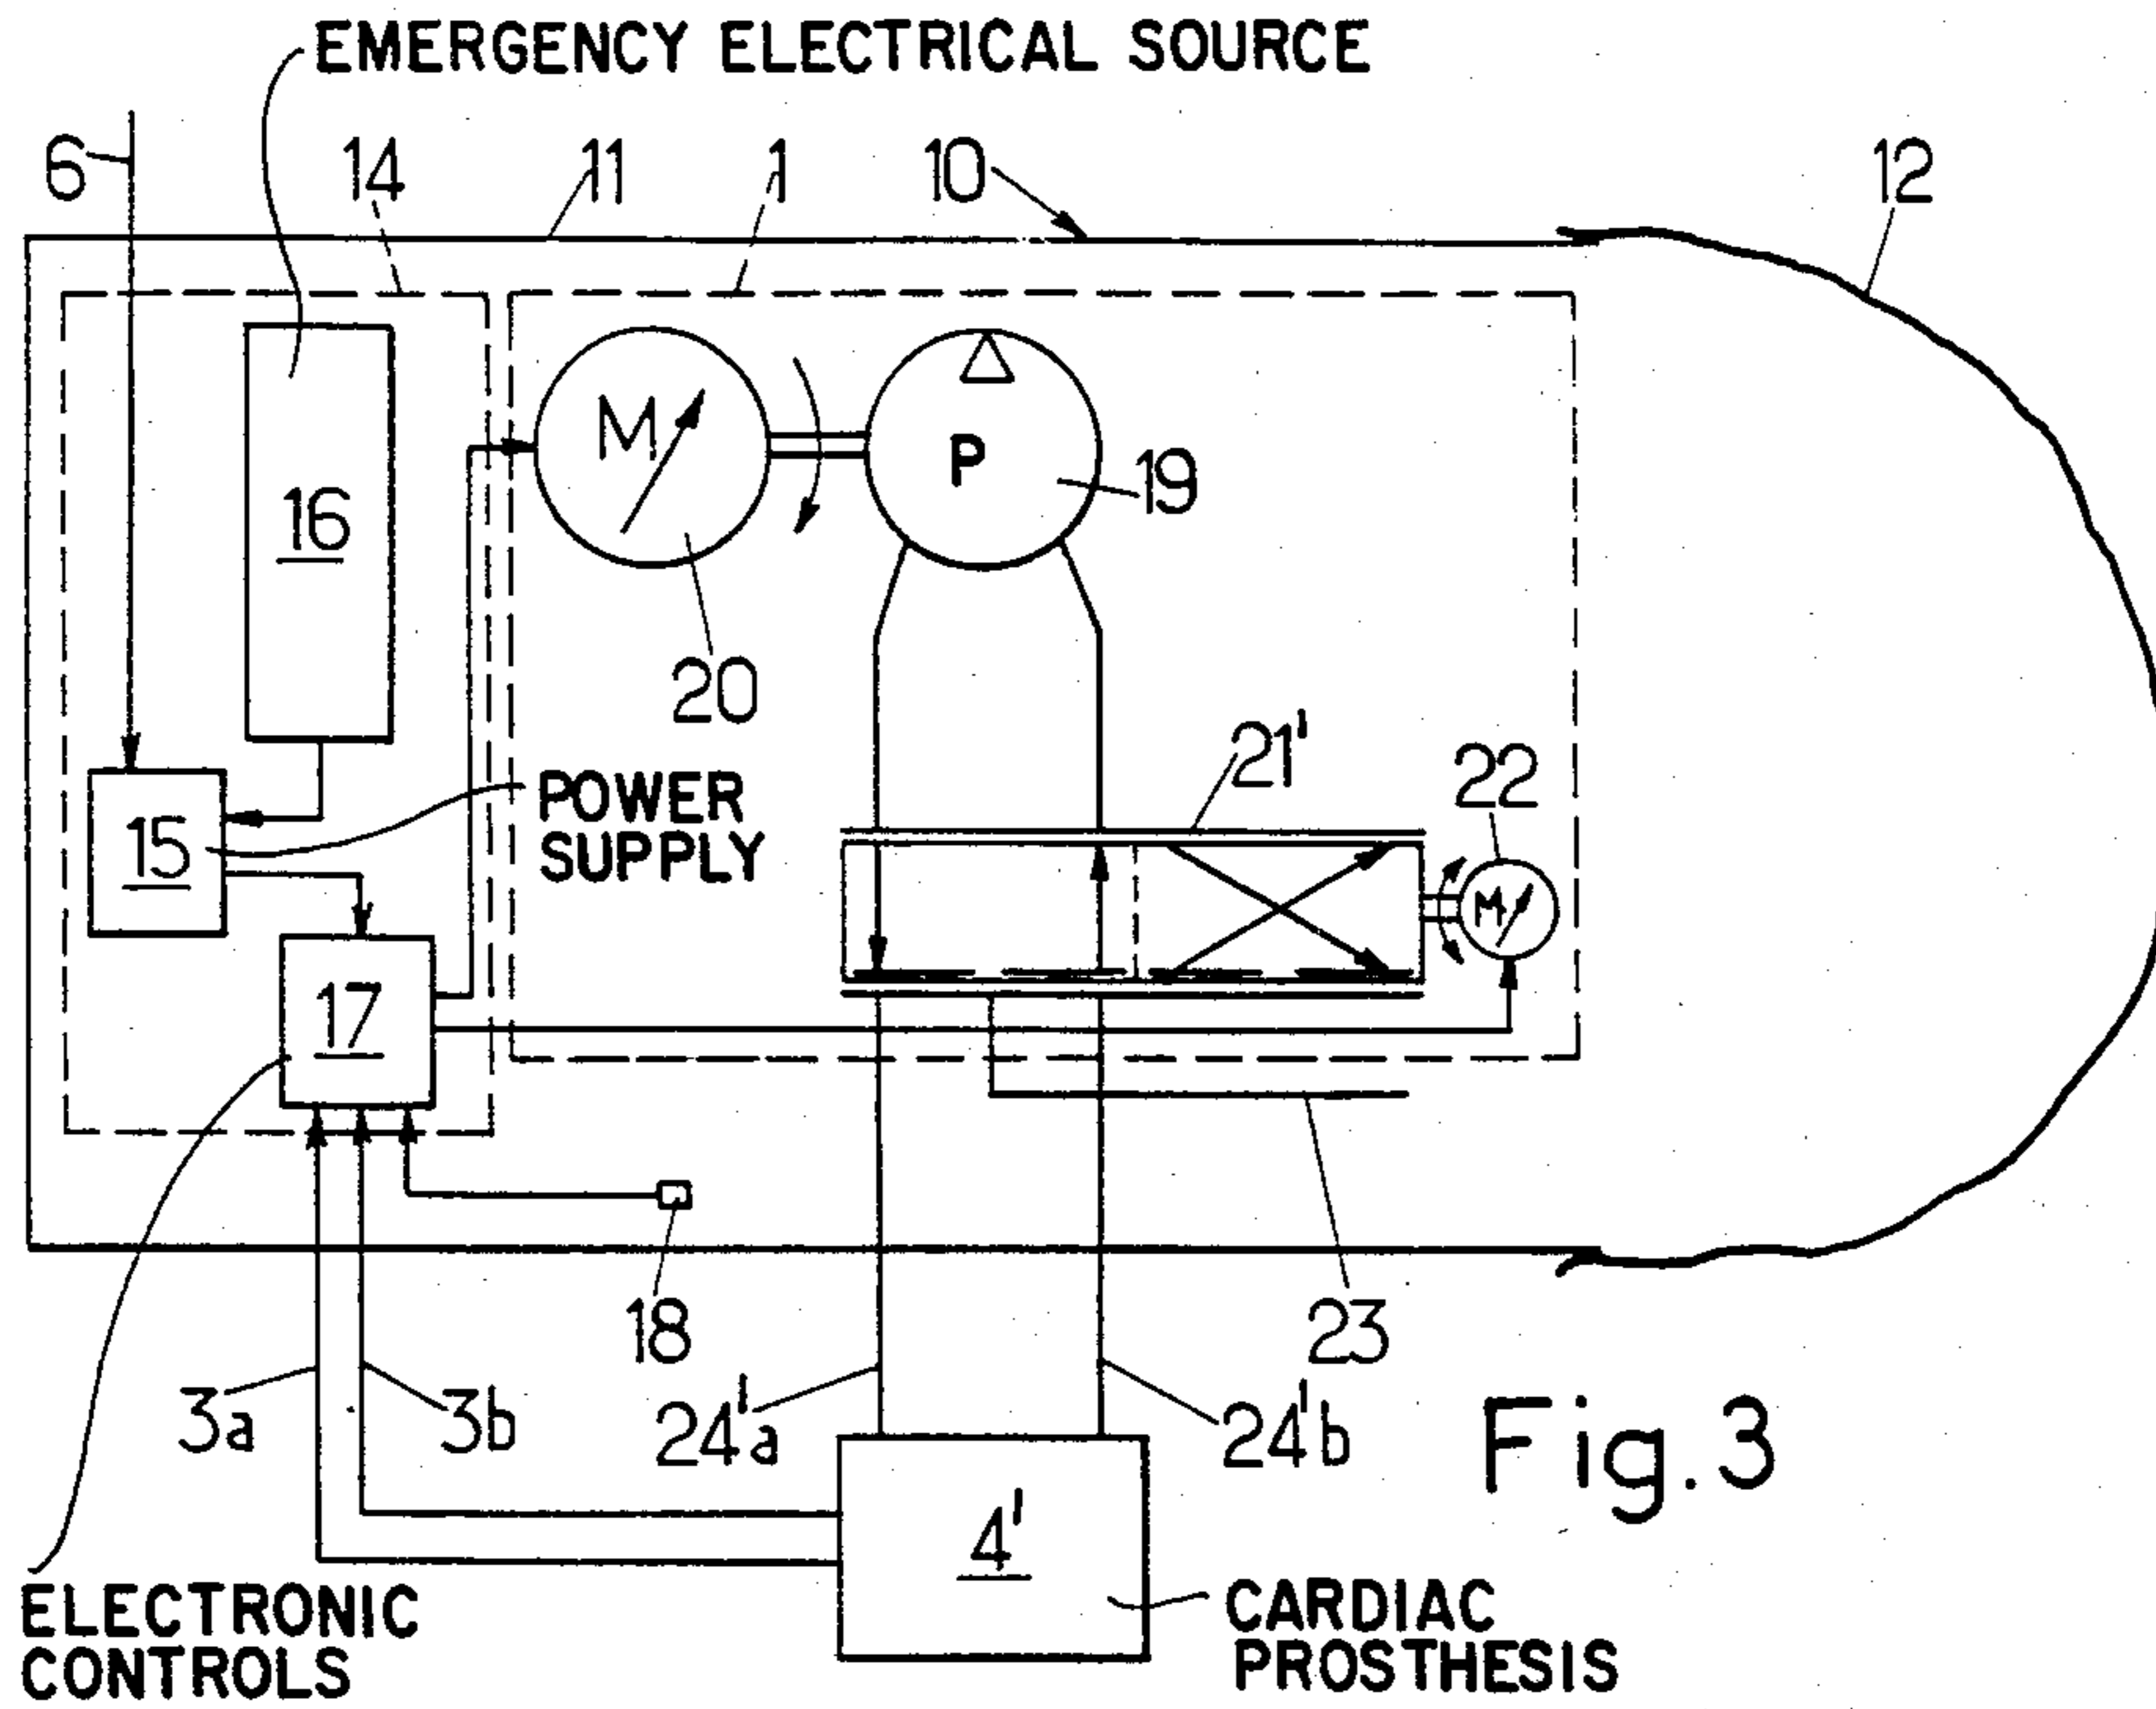 EMERGENCY ELECTRICAL SOURCE
6
14
11
1
10
12
M
P
16
19
20
21'
22
POWER
SUPPLY
15
M
17
18
23
3a
3b
24'a
24'b
Fig.3
4'
ELECTRONIC
CONTROLS
CARDIAC
PROSTHESIS